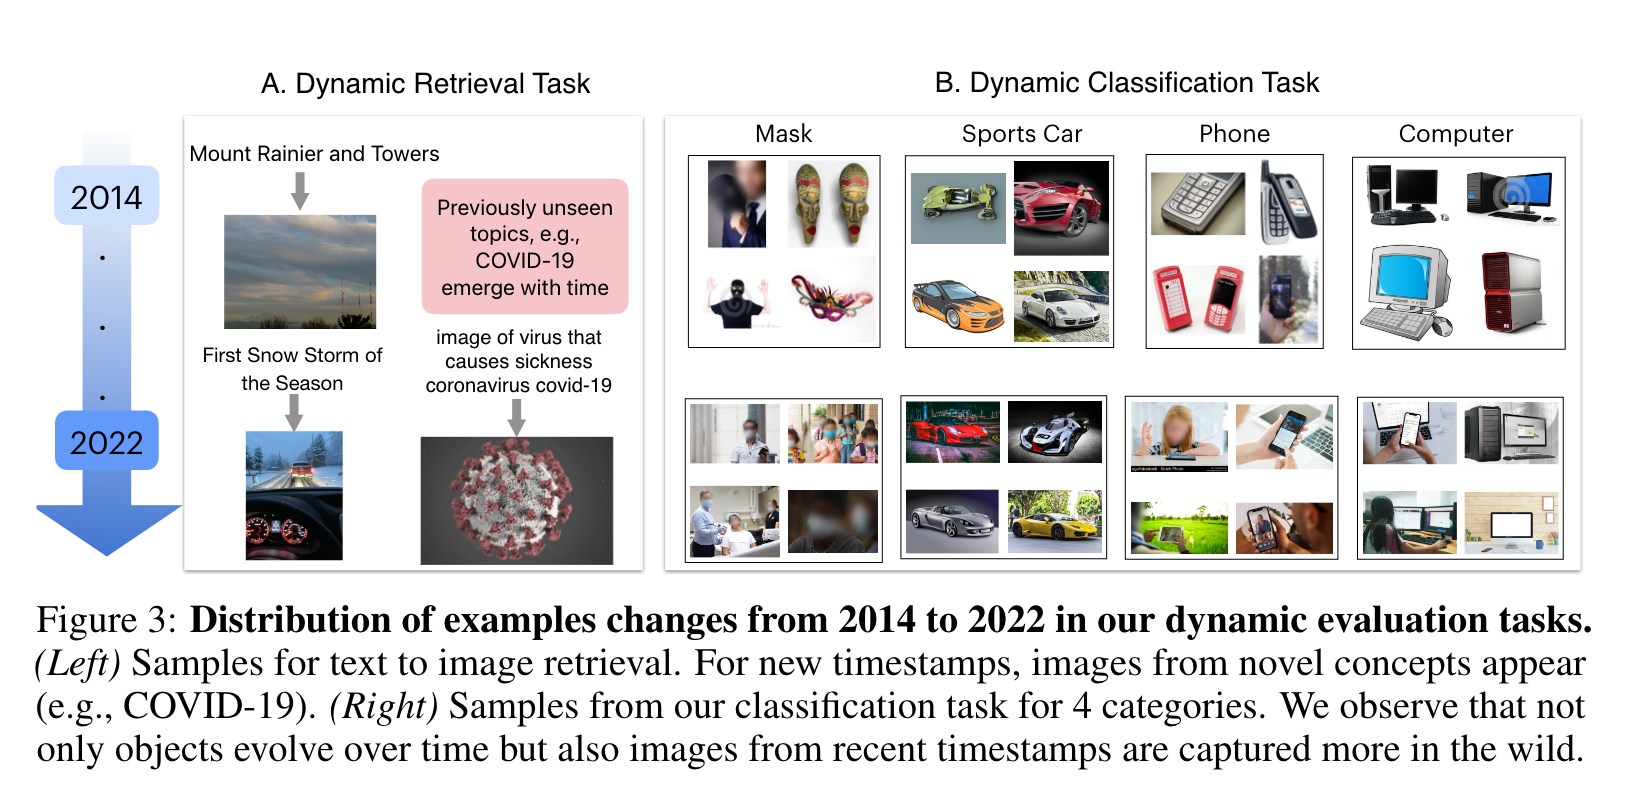 A. Dynamic Retrieval Task
B. Dynamic Classification Task
2014
.
.
.
2022
Mount Rainier and Towers
First Snow Storm of
the Season
Previously unseen
topics, e.g.,
COVID-19
emerge with time
image of virus that
causes sickness
coronavirus covid-19
Mask
Sports Car
Phone
Computer
Figure 3: Distribution of examples changes from 2014 to 2022 in our dynamic evaluation tasks.
(Left) Samples for text to image retrieval. For new timestamps, images from novel concepts appear
(e.g., COVID-19). (Right) Samples from our classification task for 4 categories. We observe that not
only objects evolve over time but also images from recent timestamps are captured more in the wild.